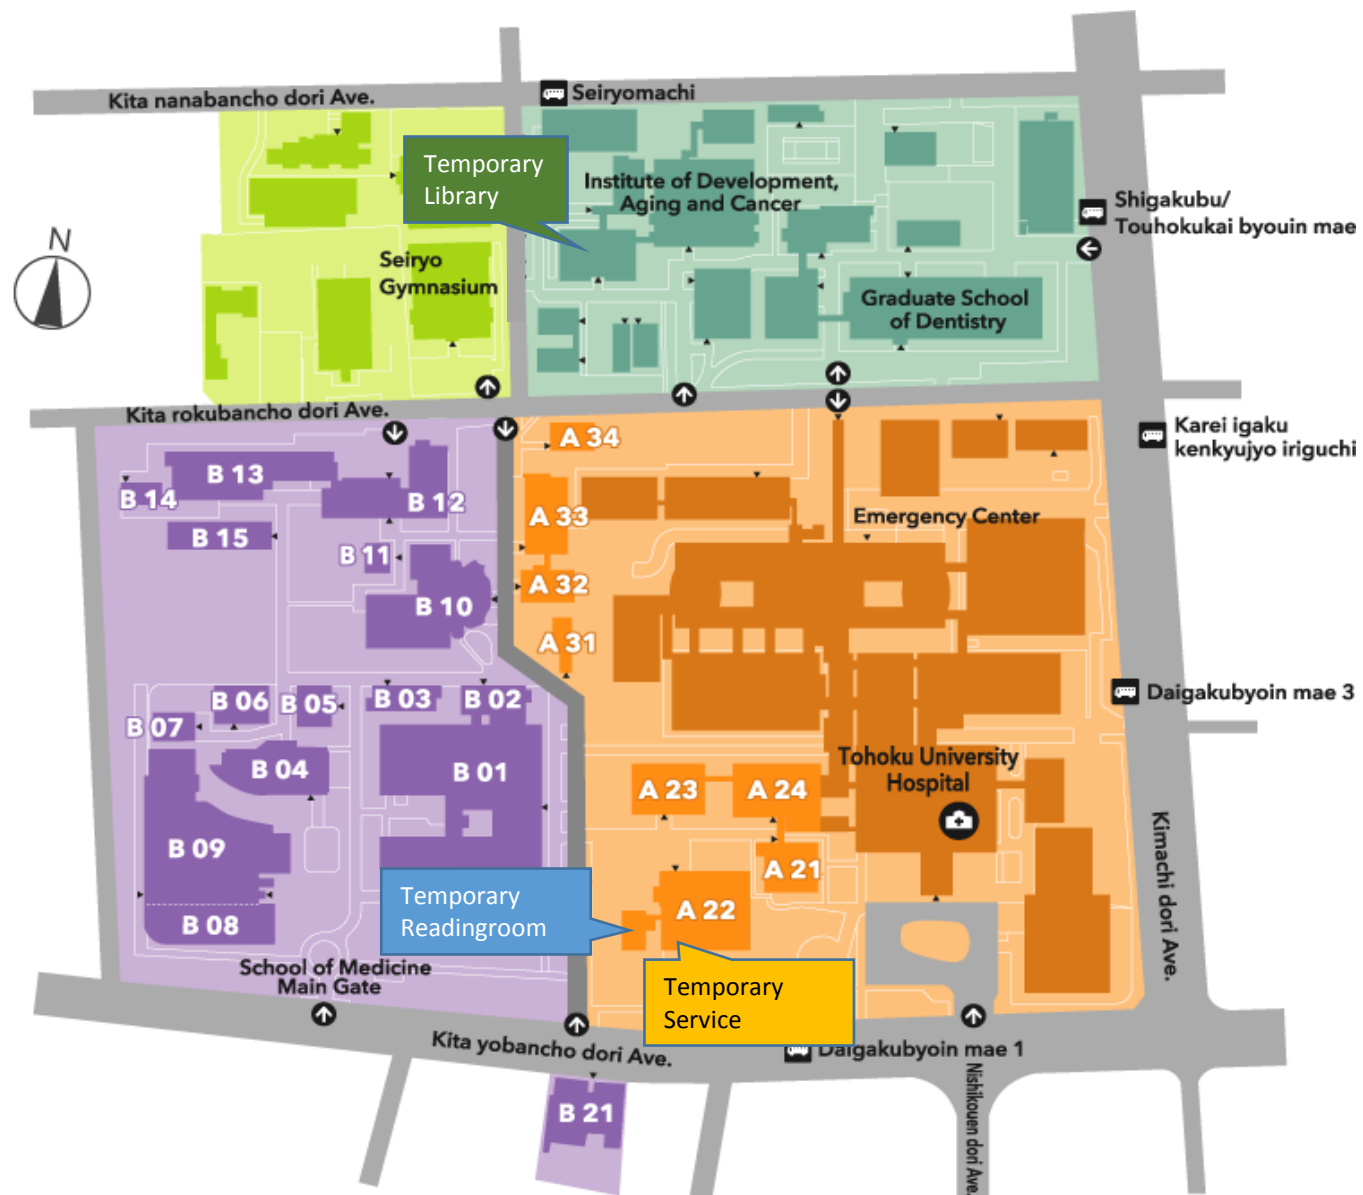 Kita nanabancho dori Ave.
Seiryomachi
Temporary
Library
Institute of Development,
Aging and Cancer
Shigakubu/
Touhokukai byouin mae
N
Seiryo
Gymnasium
Graduate School
of Dentistry
Kita rokubancho dori Ave.
Karei igaku
kenkyujyo iriguchi
A 34
B 13
B 14
B 12
A 33
Emergency Center
B 15
B 11
A 32
B 10
A 31
B 06
B 05
B 03
B 02
B 07
Daigakubyoin mae 3
B 04
B 01
Tohoku University
Hospital
A 23
A 24
B 09
A 21
Kimachi dori Ave.
Temporary
Readingroom
A 22
B 08
School of Medicine
Main Gate
Temporary
Service
Kita yobancho dori Ave.
Daigakubyoin mae 1
Nishikouen dori Ave.
B 21